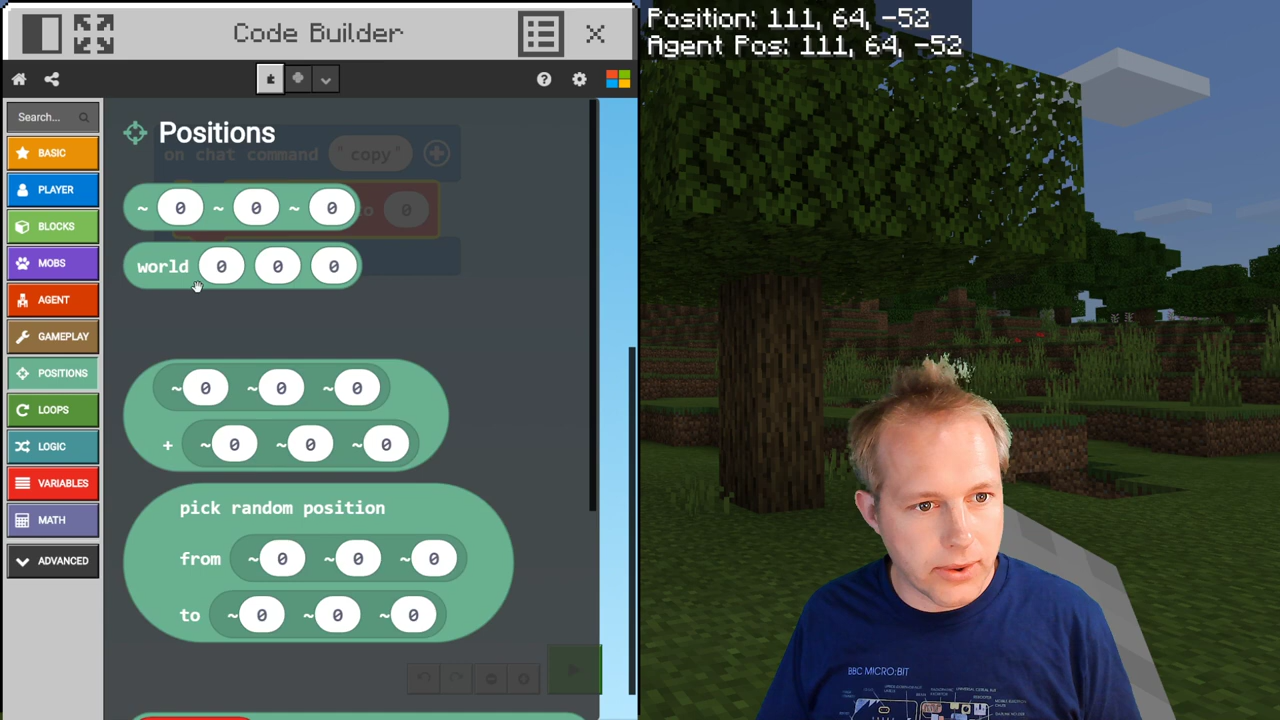 Code Builder
Position: 111, 64, -52
Agent Pos: 111, 64, -52
Search...
BASIC
PLAYER
BLOCKS
MOBS
AGENT
GAMEPLAY
POSITIONS
LOOPS
LOGIC
VARIABLES
MATH
ADVANCED
Positions
on chat command "copy"
~ 0 ~ 0 ~ 0
o 0
world 0 0 0
~ 0 ~ 0 ~ 0
+ ~ 0 ~ 0 ~ 0
pick random position
from ~ 0 ~ 0 ~ 0
to ~ 0 ~ 0 ~ 0
BBC MICRO:BIT